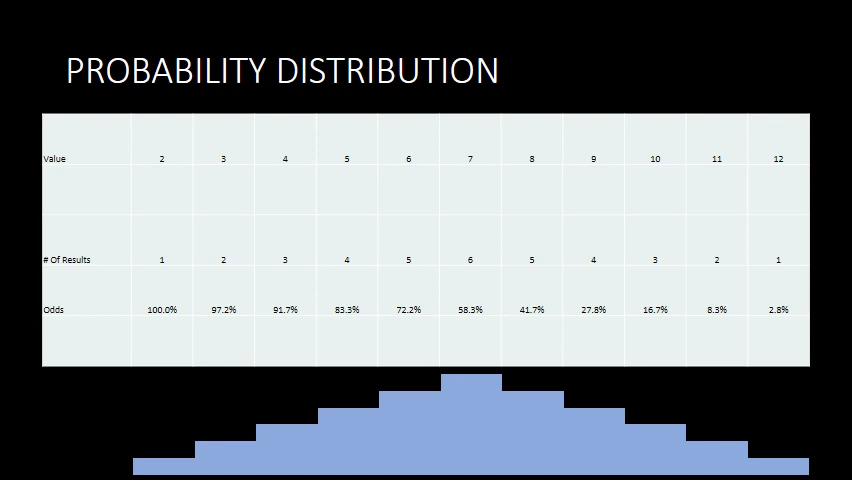 PROBABILITY DISTRIBUTION
Value 2 3 4 5 6 7 8 9 10 11 12
# Of Results 1 2 3 4 5 6 5 4 3 2 1
Odds 100.0% 97.2% 91.7% 83.3% 72.2% 58.3% 41.7% 27.8% 16.7% 8.3% 2.8%